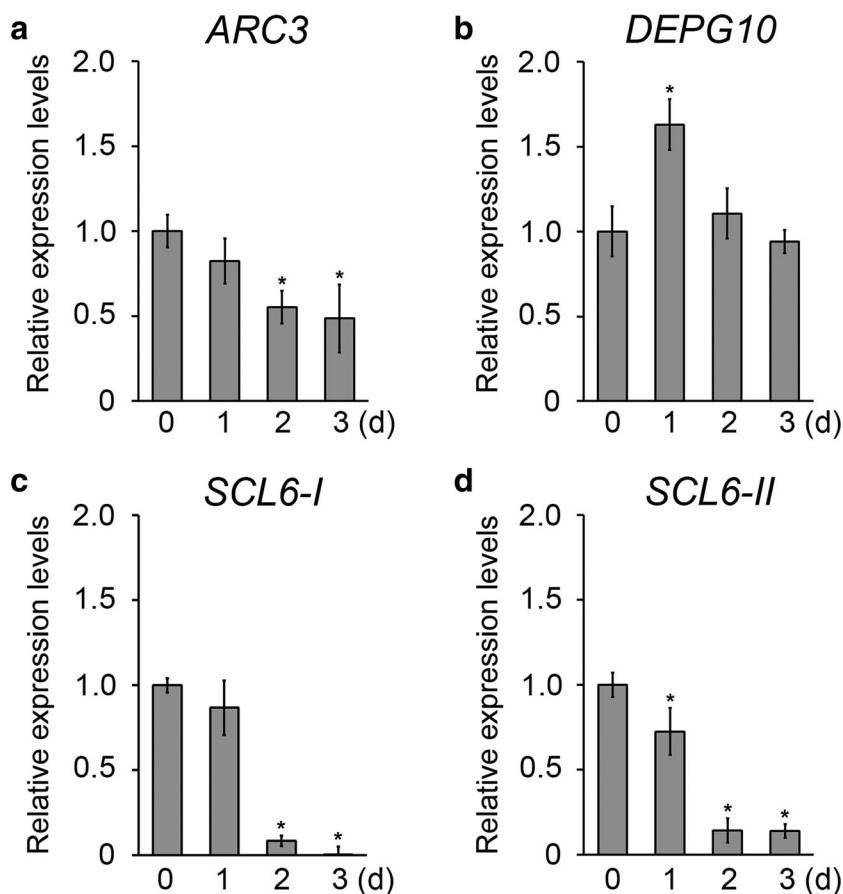 a ARC3
Relative expression levels
2.0
1.5
1.0
0.5
0
* *
0 1 2 3 (d)
b DEPG10
Relative expression levels
2.0
1.5
1.0
0.5
0
*
0 1 2 3 (d)
c SCL6-I
Relative expression levels
2.0
1.5
1.0
0.5
0
* *
0 1 2 3 (d)
d SCL6-II
Relative expression levels
2.0
1.5
1.0
0.5
0
* * *
0 1 2 3 (d)